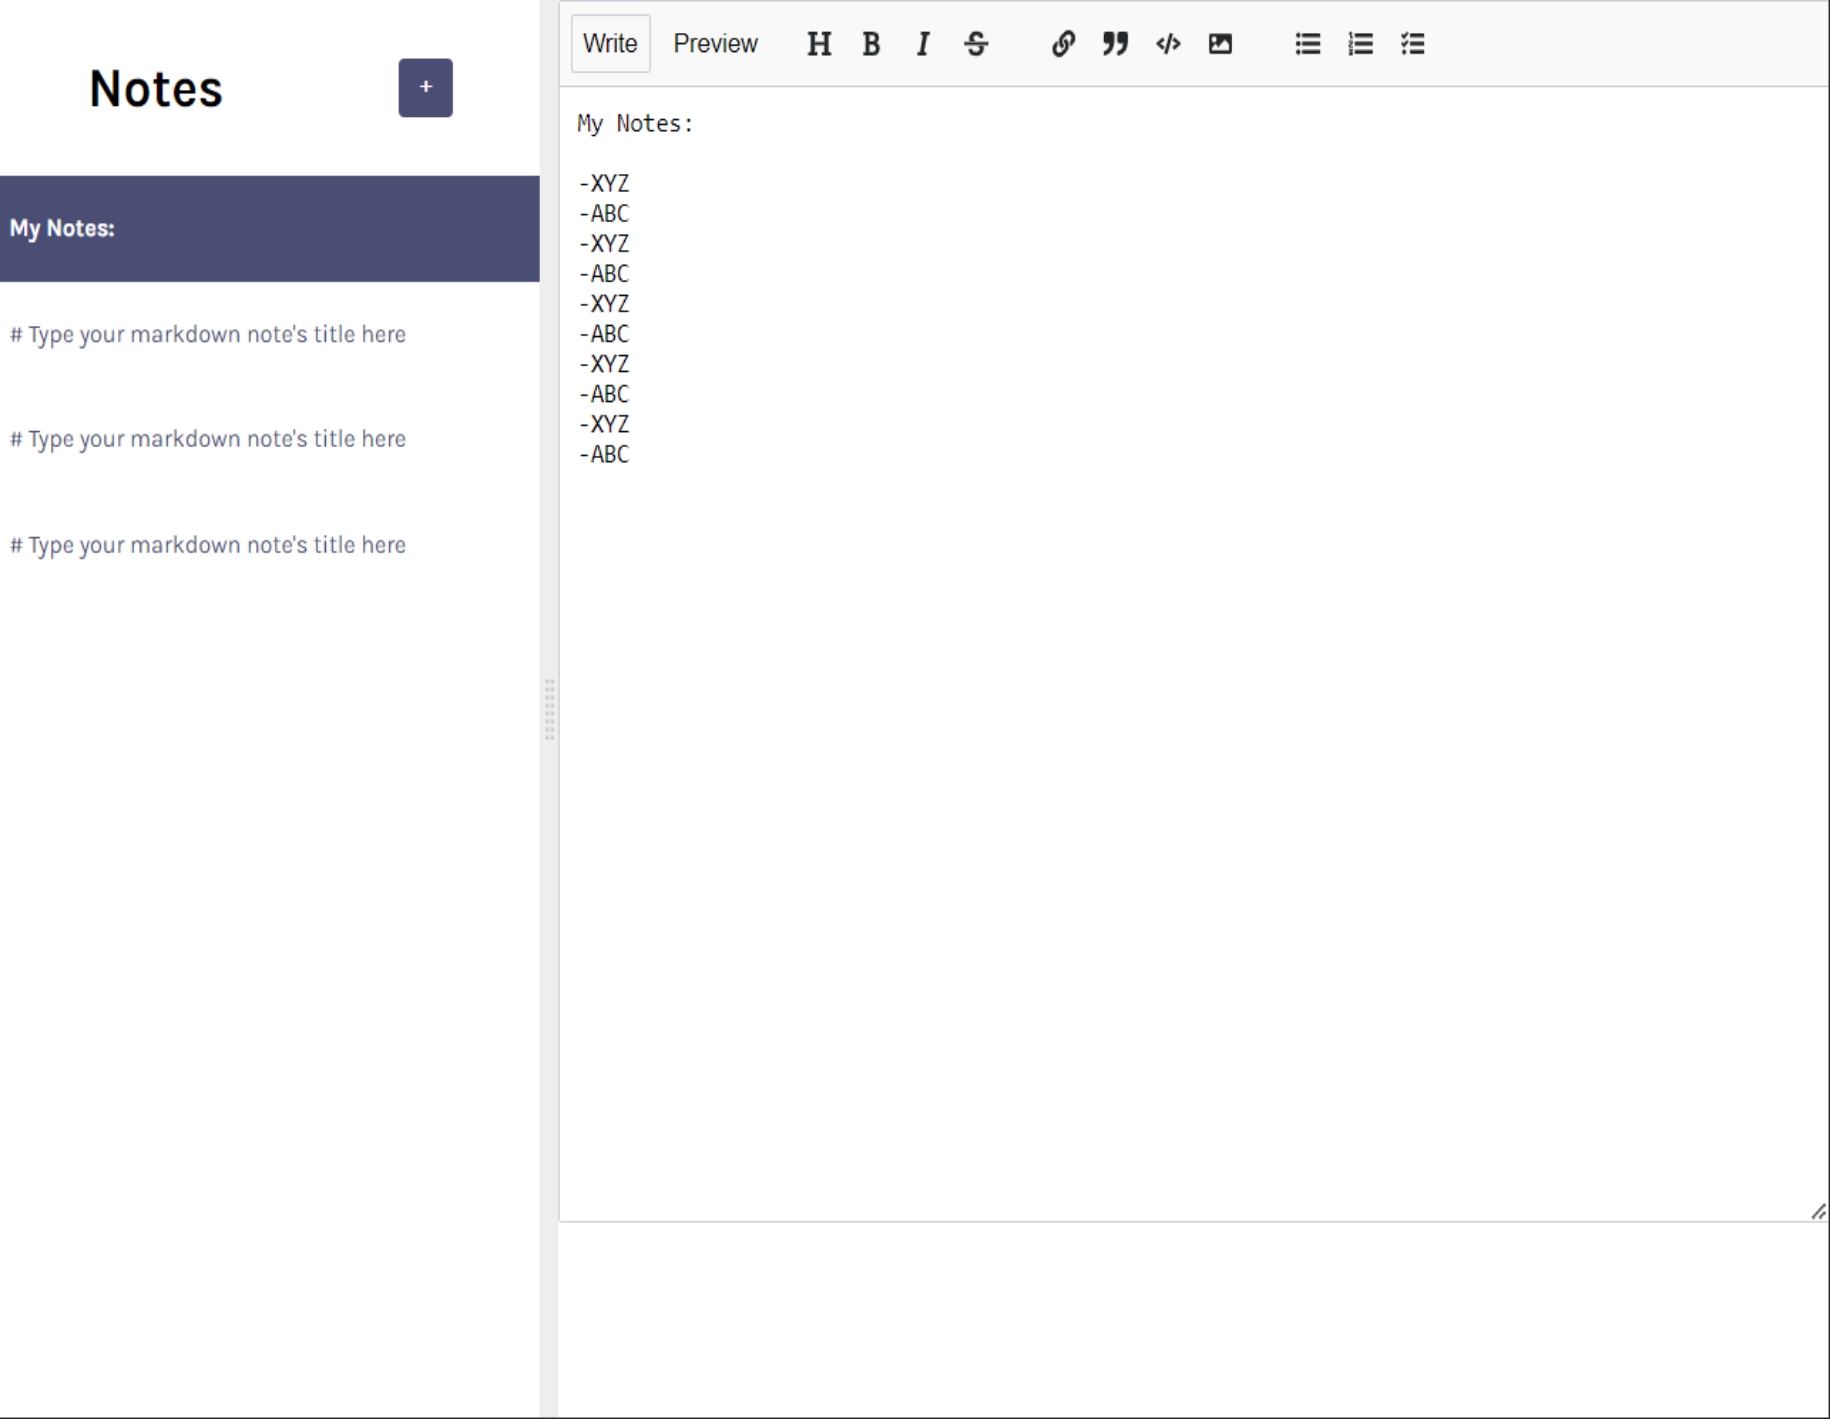 Notes
+
My Notes:
# Type your markdown note's title here
# Type your markdown note's title here
# Type your markdown note's title here
Write Preview H B I S
My Notes:
-XYZ
-ABC
-XYZ
-ABC
-XYZ
-ABC
-XYZ
-ABC
-XYZ
-ABC